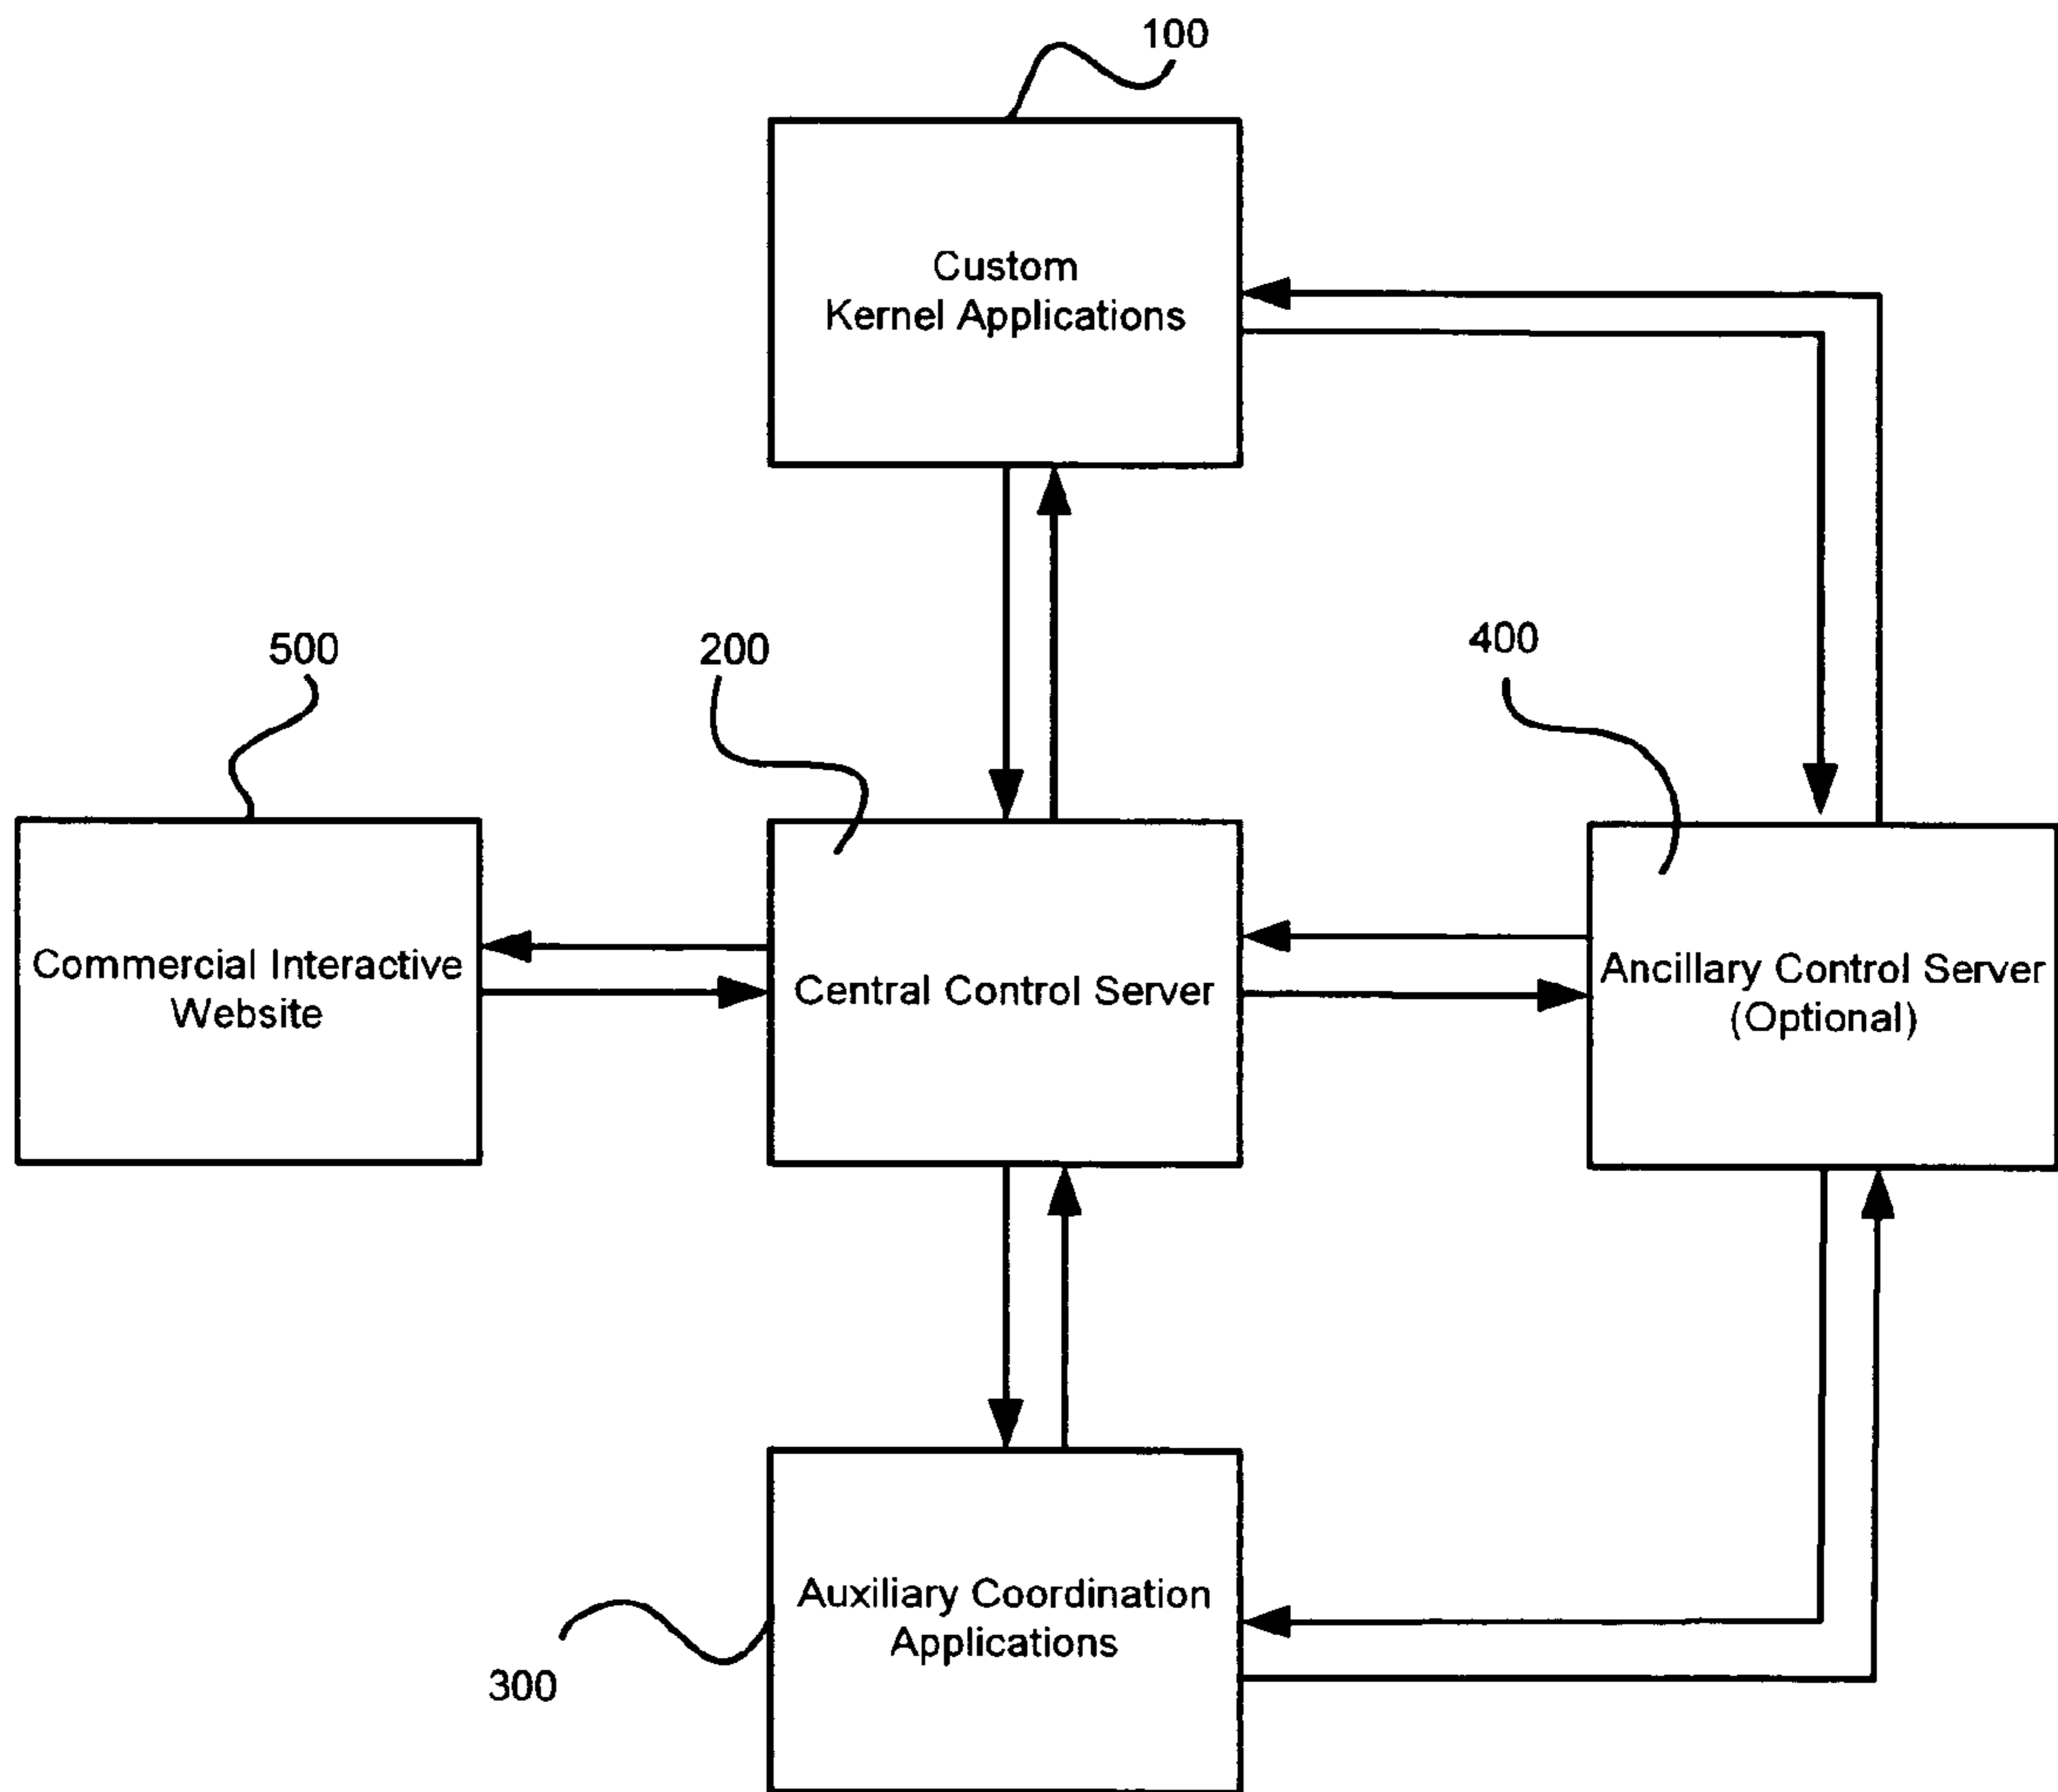 100
Custom
Kernel Applications
500
200
400
Commercial Interactive
Website
Central Control Server
Ancillary Control Server
(Optional)
Auxiliary Coordination
Applications
300